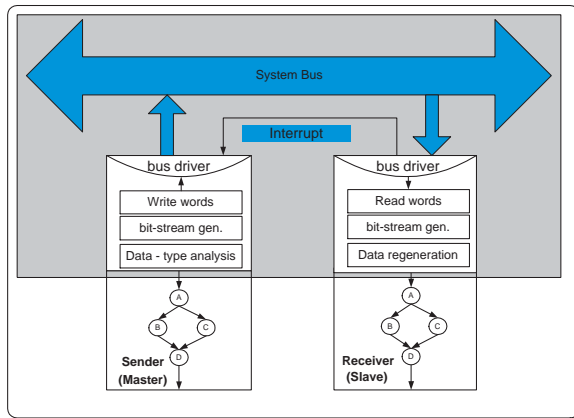 System Bus
Interrupt
bus driver
Write words
bit-stream gen.
Data - type analysis
A
B
C
D
Sender
(Master)
bus driver
Read words
bit-stream gen.
Data regeneration
A
B
C
D
Receiver
(Slave)